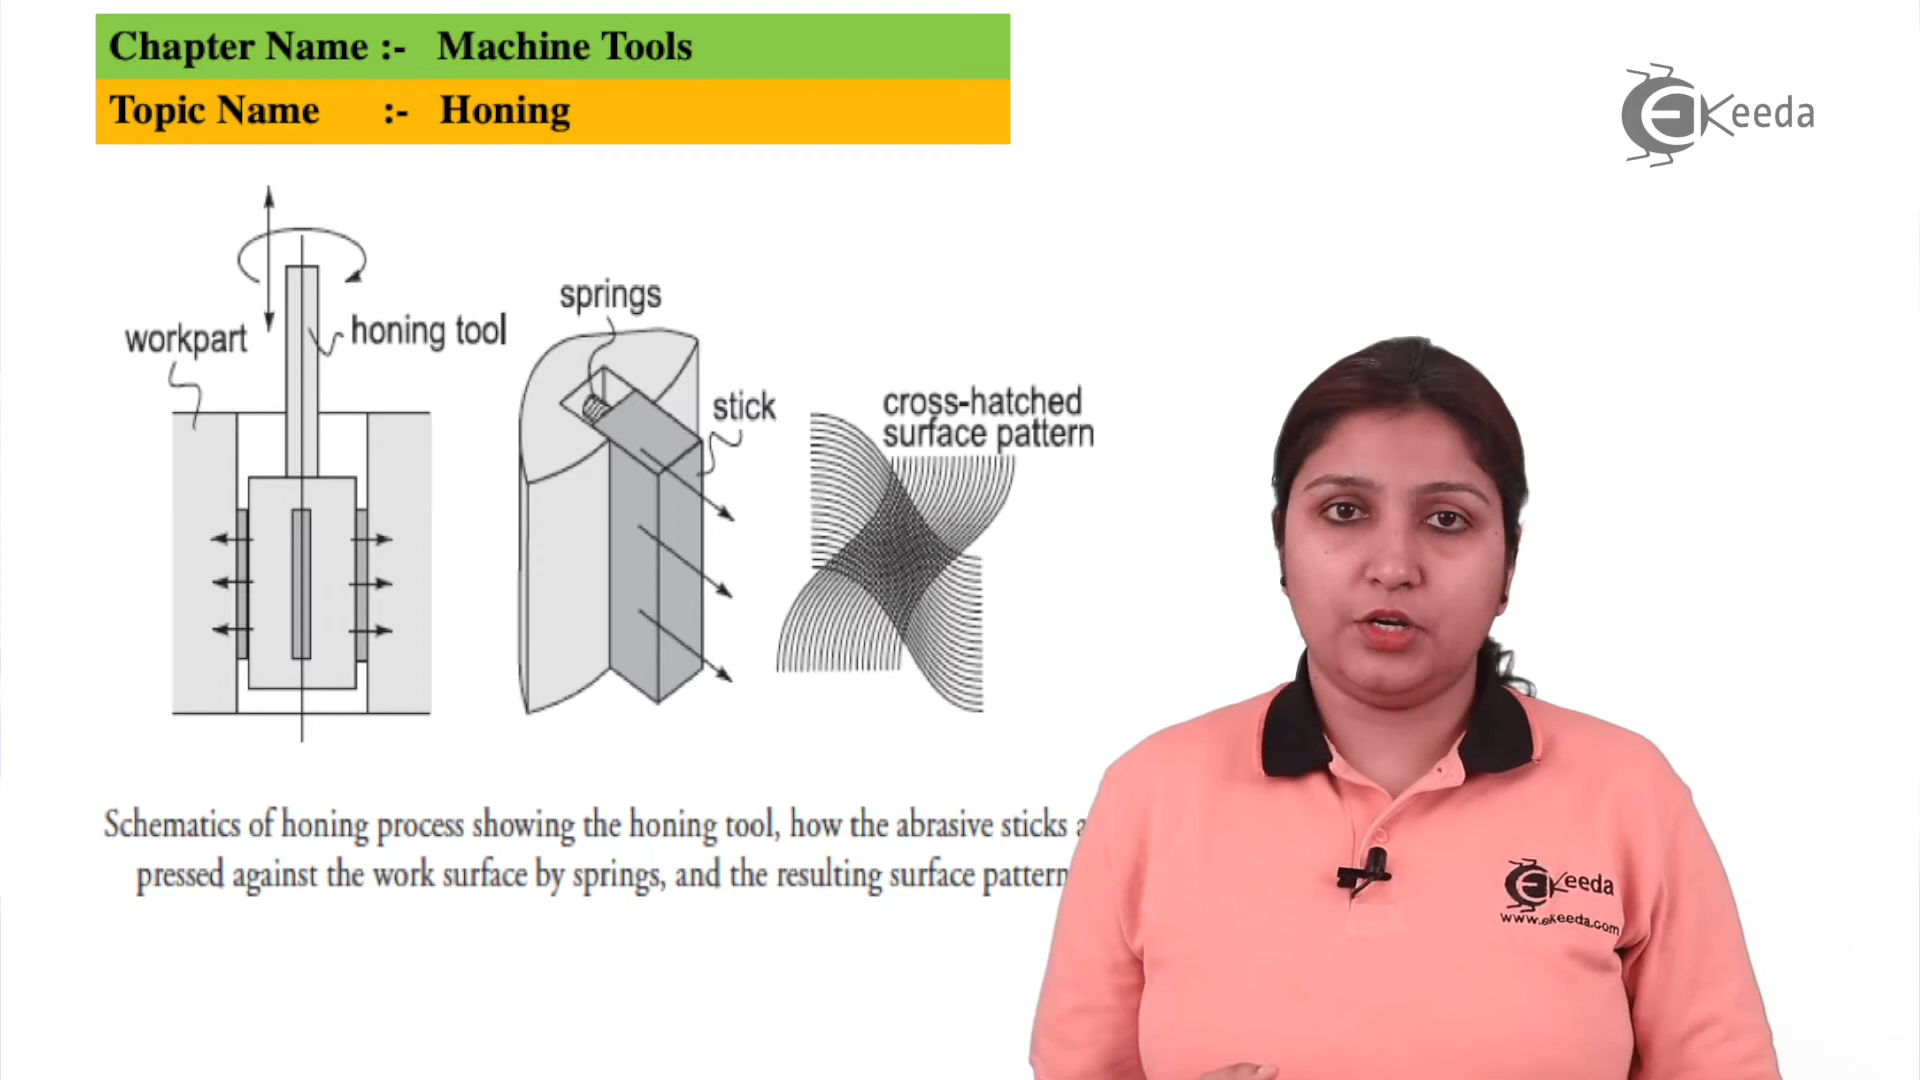 Chapter Name :- Machine Tools
Topic Name :- Honing
Keeda
springs
workpart
honing tool
stick
cross-hatched
surface pattern
Schematics of honing process showing the honing tool, how the abrasive sticks
pressed against the work surface by springs, and the resulting surface pattern
Keeda
www.ekeeda.com